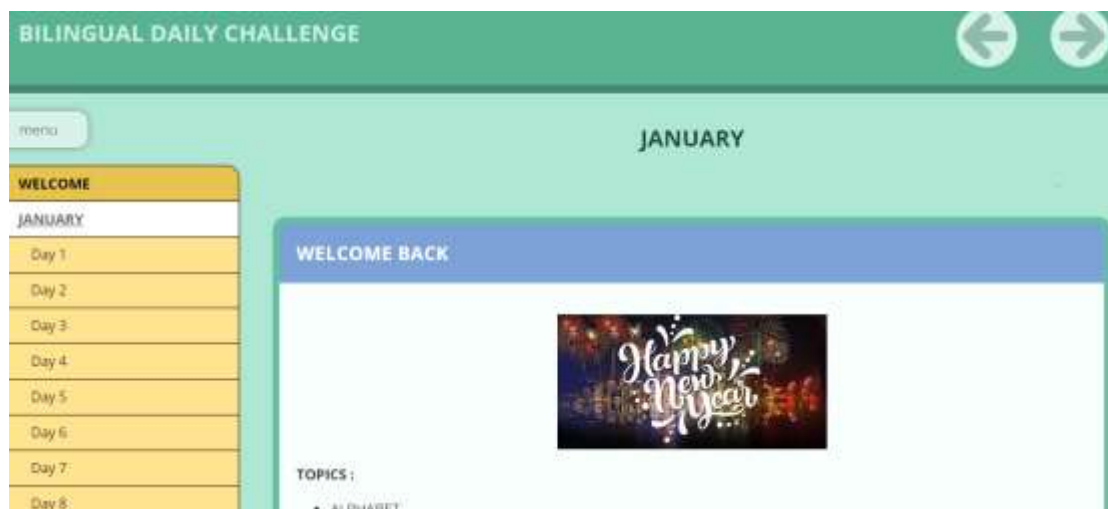 BILINGUAL DAILY CHALLENGE
menu
JANUARY
WELCOME
JANUARY
Day 1
Day 2
Day 3
Day 4
Day 5
Day 6
Day 7
Day 8
WELCOME BACK
Happy
New
Year
TOPICS :
ALPHABET